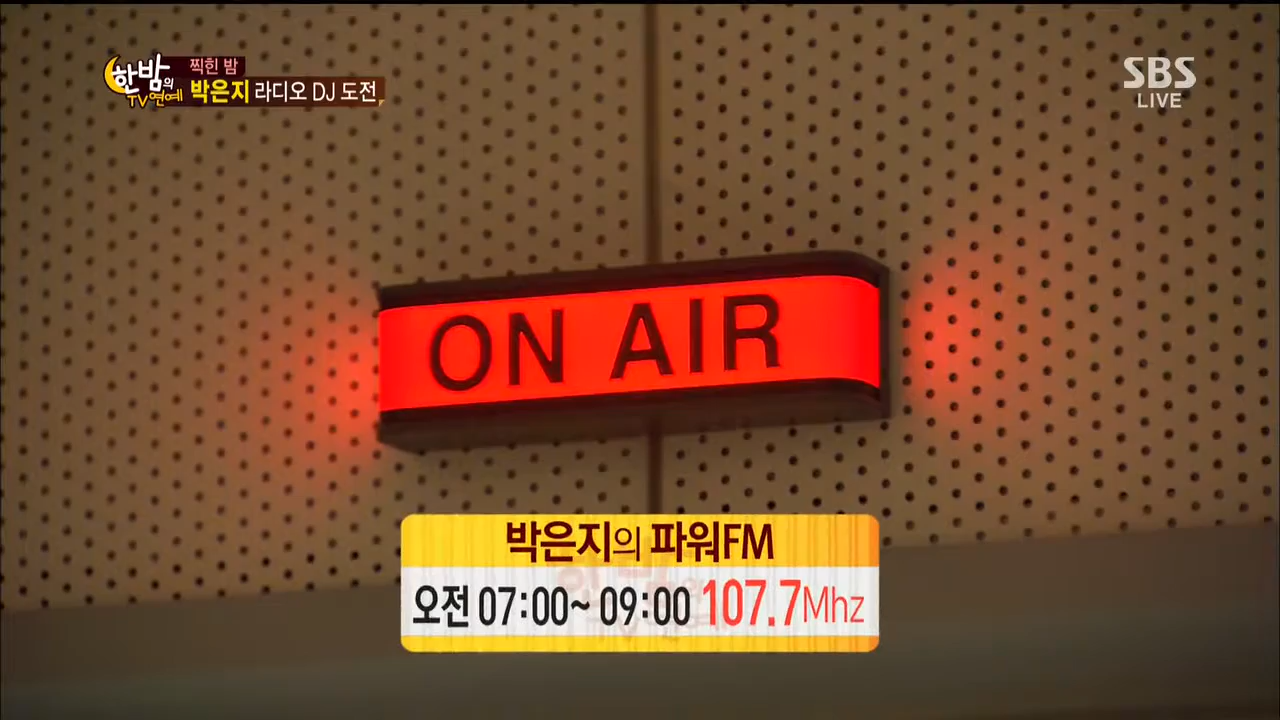 한밤의
TV연예
찍힌 밤
박은지 라디오 DJ 도전
SBS
LIVE
ON AIR
박은지의 파워FM
오전 07:00~ 09:00 107.7Mhz